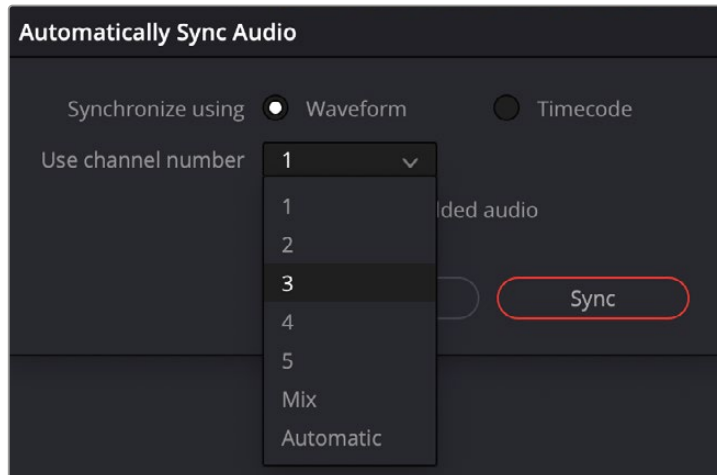 Automatically Sync Audio
Synchronize using Waveform Timecode
Use channel number 1
1
audio
2
3
Sync
4
5
Mix
Automatic